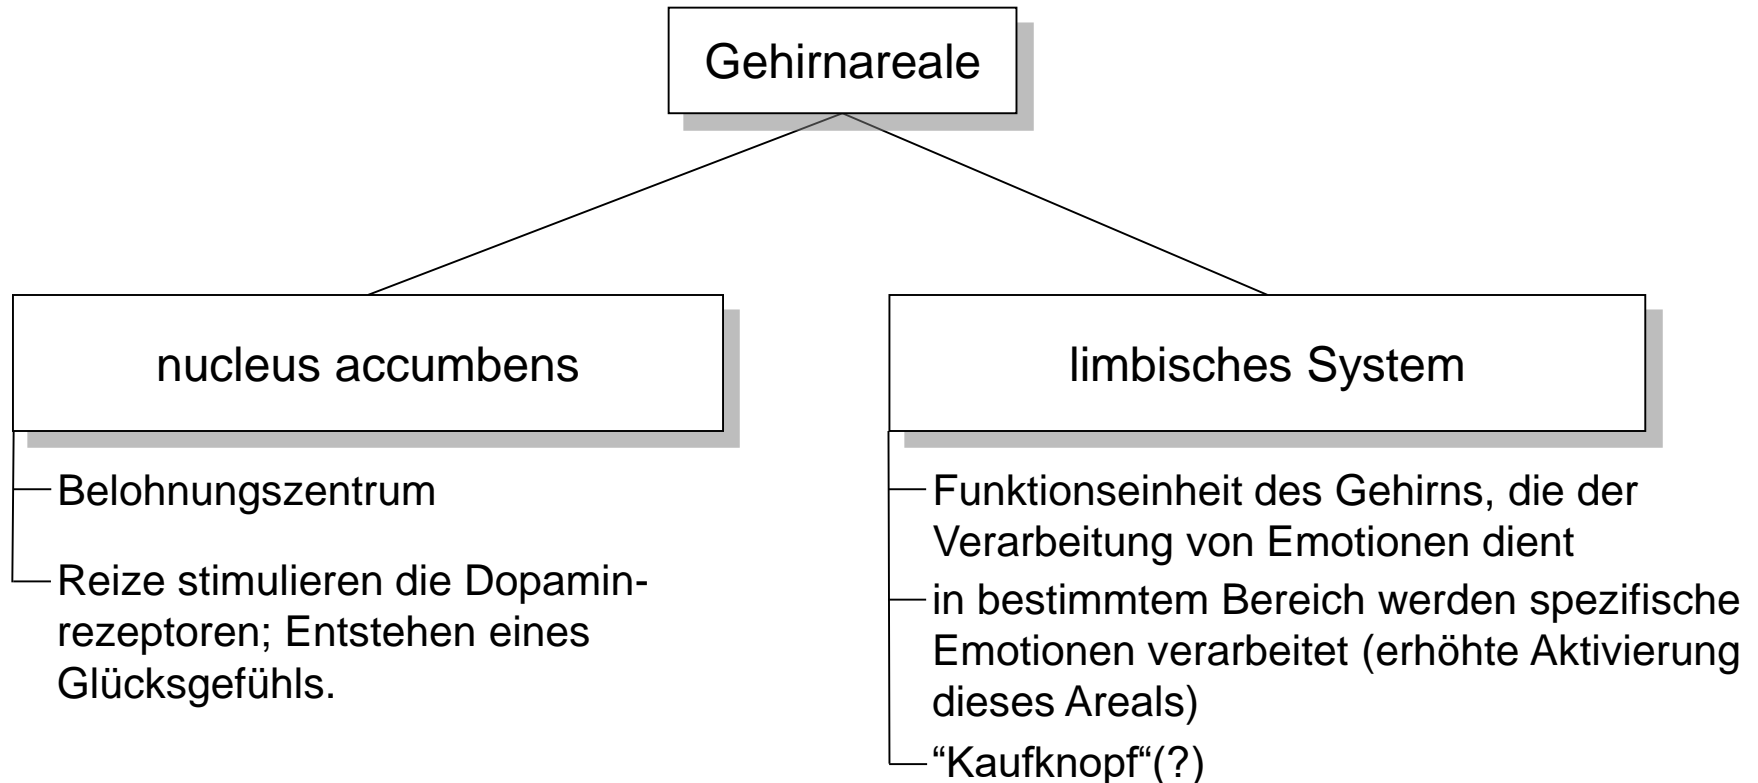 Gehirnareale
nucleus accumbens
Belohnungszentrum
Reize stimulieren die Dopamin-
rezeptoren; Entstehen eines
Glücksgefühls.
limbisches System
Funktionseinheit des Gehirns, die der
Verarbeitung von Emotionen dient
in bestimmtem Bereich werden spezifische
Emotionen verarbeitet (erhöhte Aktivierung
dieses Areals)
“Kaufknopf“(?)